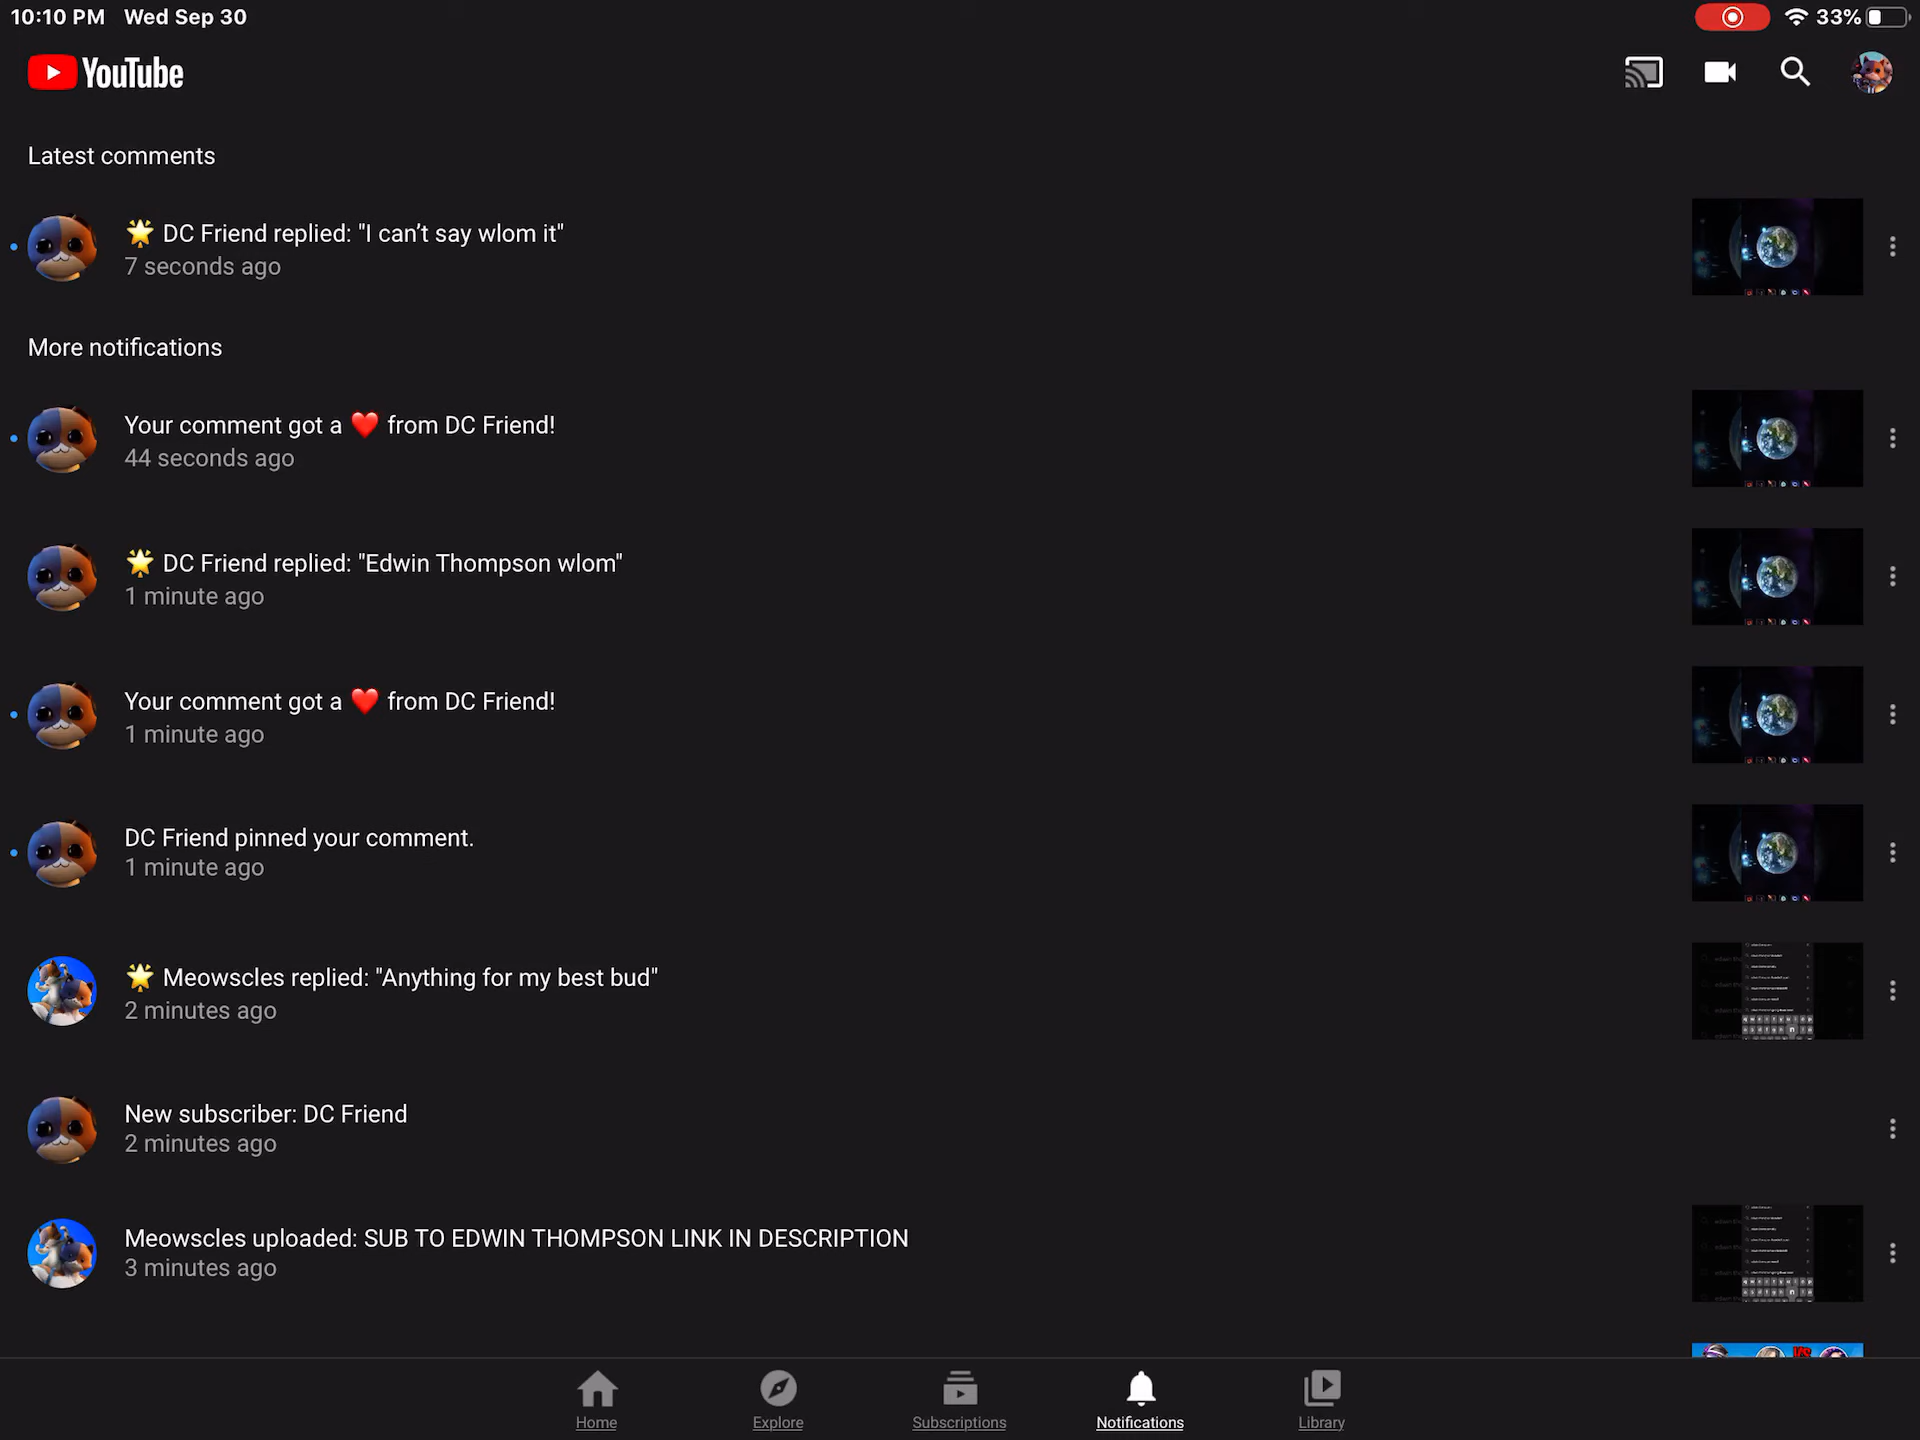 10:10 PM Wed Sep 30
33%
YouTube
Latest comments
🌟 DC Friend replied: "I can't say wlom it"
7 seconds ago
More notifications
Your comment got a ❤️ from DC Friend!
44 seconds ago
🌟 DC Friend replied: "Edwin Thompson wlom"
1 minute ago
Your comment got a ❤️ from DC Friend!
1 minute ago
DC Friend pinned your comment.
1 minute ago
🌟 Meowscles replied: "Anything for my best bud"
2 minutes ago
New subscriber: DC Friend
2 minutes ago
Meowscles uploaded: SUB TO EDWIN THOMPSON LINK IN DESCRIPTION
3 minutes ago
VS
Home
Explore
Subscriptions
Notifications
Library